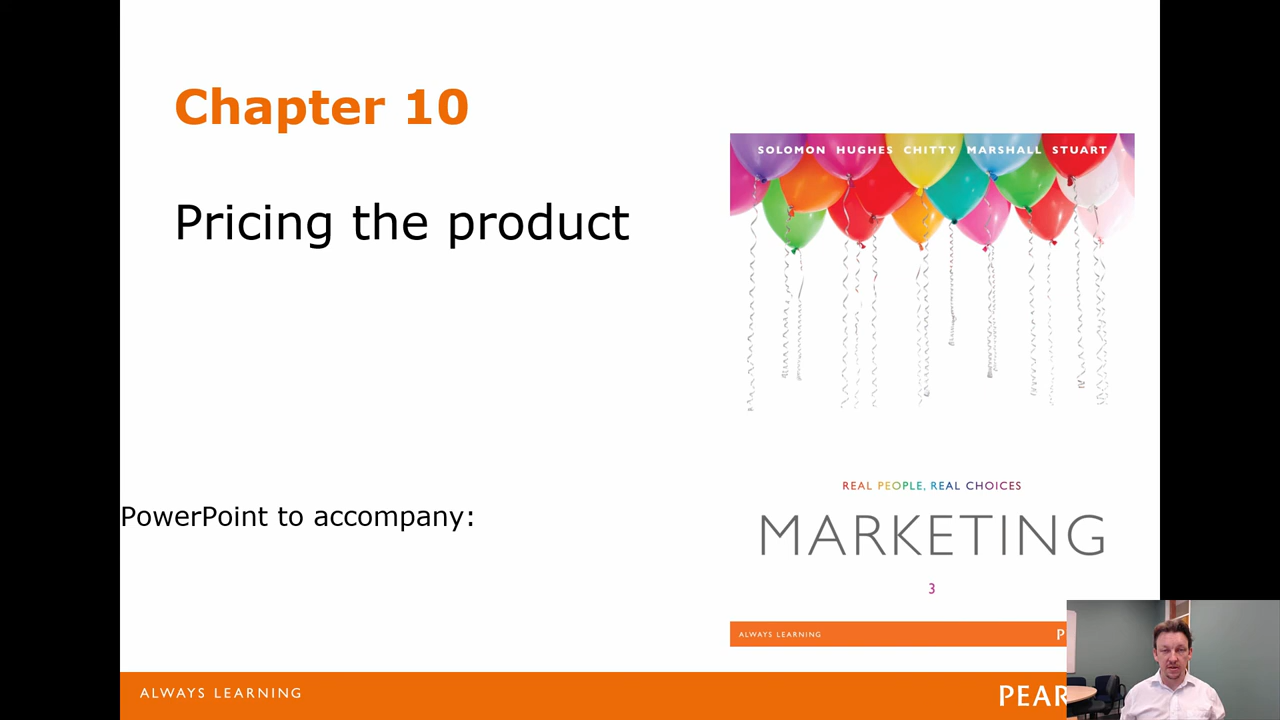 Chapter 10
Pricing the product
PowerPoint to accompany:
SOLOMON HUGHES CHITTY MARSHALL STUART
REAL PEOPLE, REAL CHOICES
MARKETING
3
ALWAYS LEARNING
P
ALWAYS LEARNING
PEAR